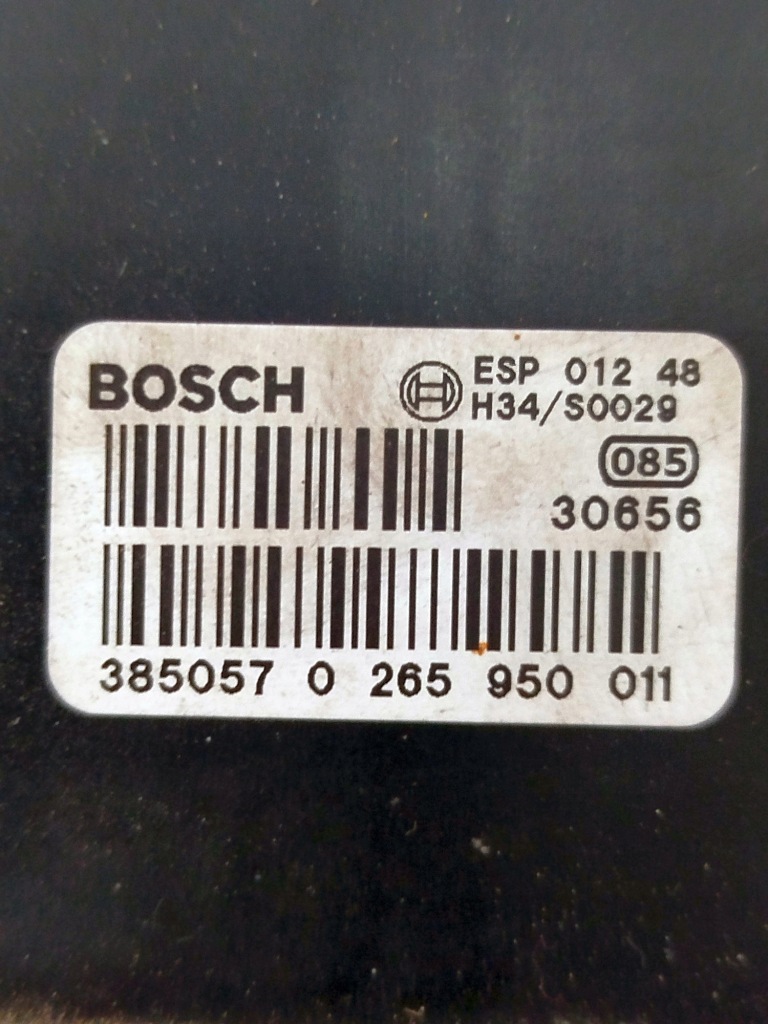 BOSCH
ESP 012 48
H34/S0029
085
30656
385057 0 265 950 011